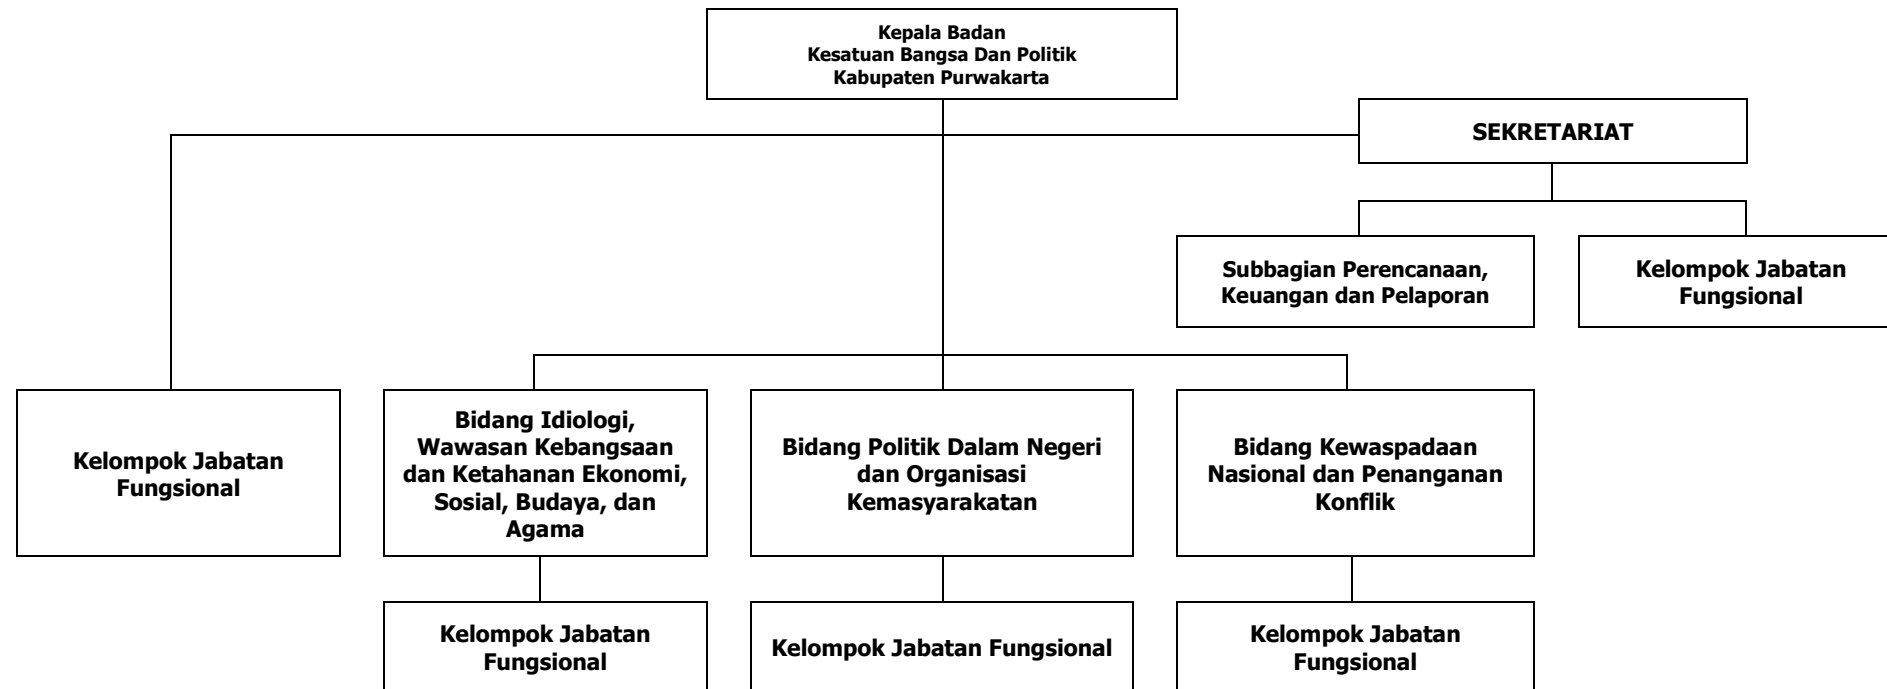 Kepala Badan
Kesatuan Bangsa Dan Politik
Kabupaten Purwakarta
SEKRETARIAT
Subbagian Perencanaan,
Keuangan dan Pelaporan
Kelompok Jabatan
Fungsional
Kelompok Jabatan
Fungsional
Bidang Idiologi,
Wawasan Kebangsaan
dan Ketahanan Ekonomi,
Sosial, Budaya, dan
Agama
Bidang Politik Dalam Negeri
dan Organisasi
Kemasyarakatan
Bidang Kewaspadaan
Nasional dan Penanganan
Konflik
Kelompok Jabatan
Fungsional
Kelompok Jabatan Fungsional
Kelompok Jabatan
Fungsional